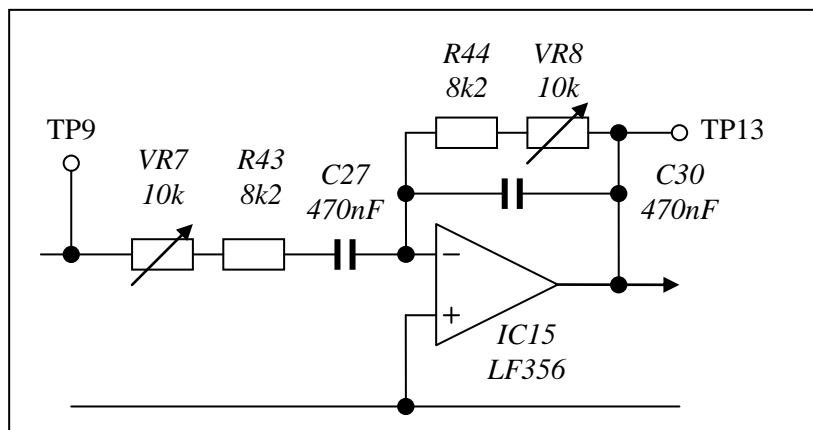 R44
8k2
VR8
10k
TP9
TP13
VR7
10k
R43
8k2
C27
470nF
C30
470nF
−
+
IC15
LF356